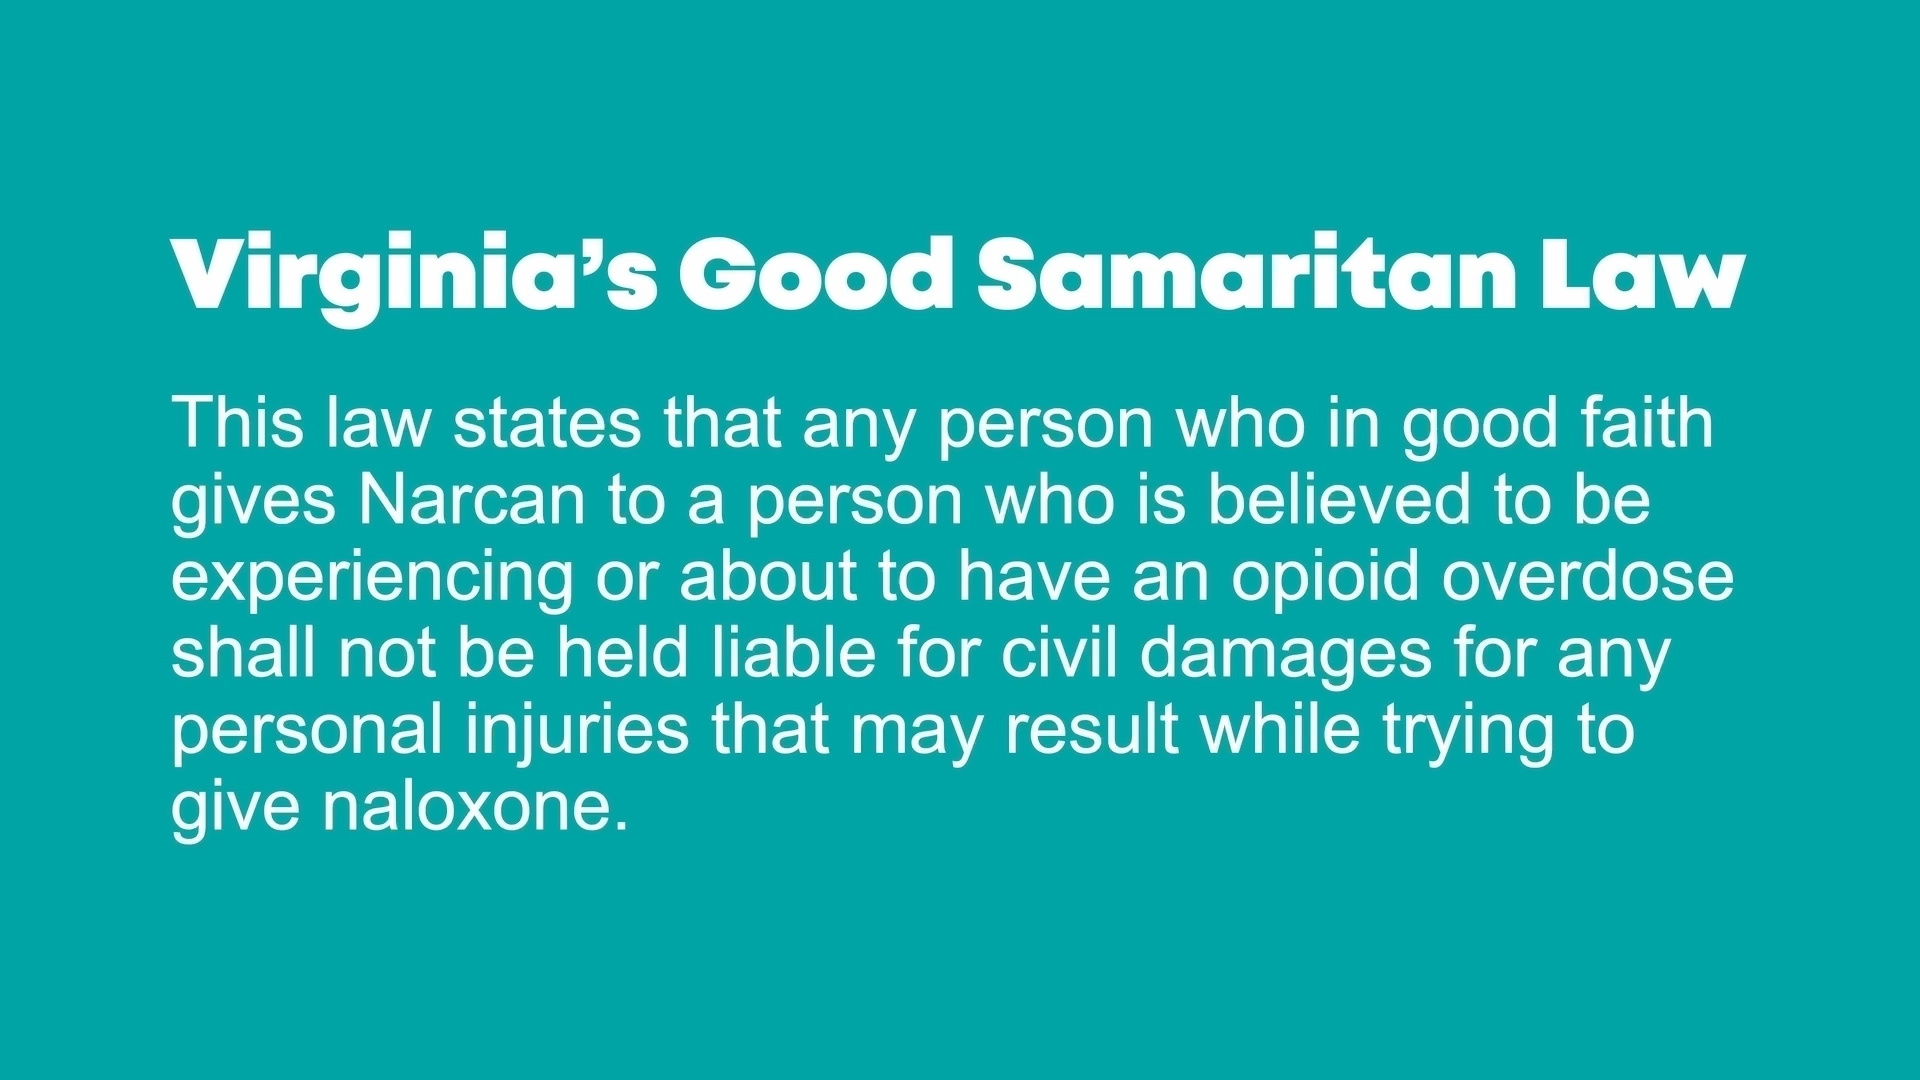 Virginia’s Good Samaritan Law
This law states that any person who in good faith
gives Narcan to a person who is believed to be
experiencing or about to have an opioid overdose
shall not be held liable for civil damages for any
personal injuries that may result while trying to
give naloxone.